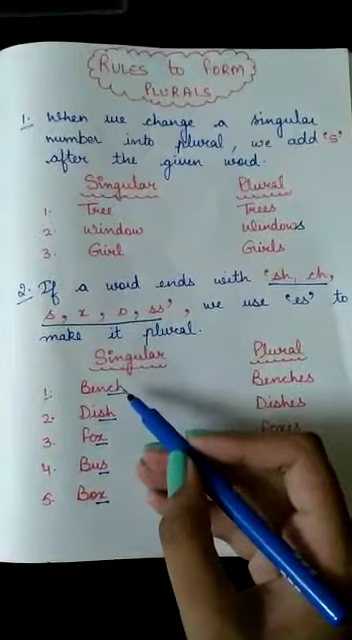 RULES to FORM
PLURALS
1. When we change a singular
number into plural, we add 's'
after the given word.
Singular Plural
1. Tree Trees
2. Window Windows
3. Girl Girls
2. If a word ends with 'sh, ch,
s, x, o, ss', we use 'es' to
make it plural.
Singular Plural
1. Bench Benches
2. Dish Dishes
3. Fox Foxes
4. Bus
5. Box